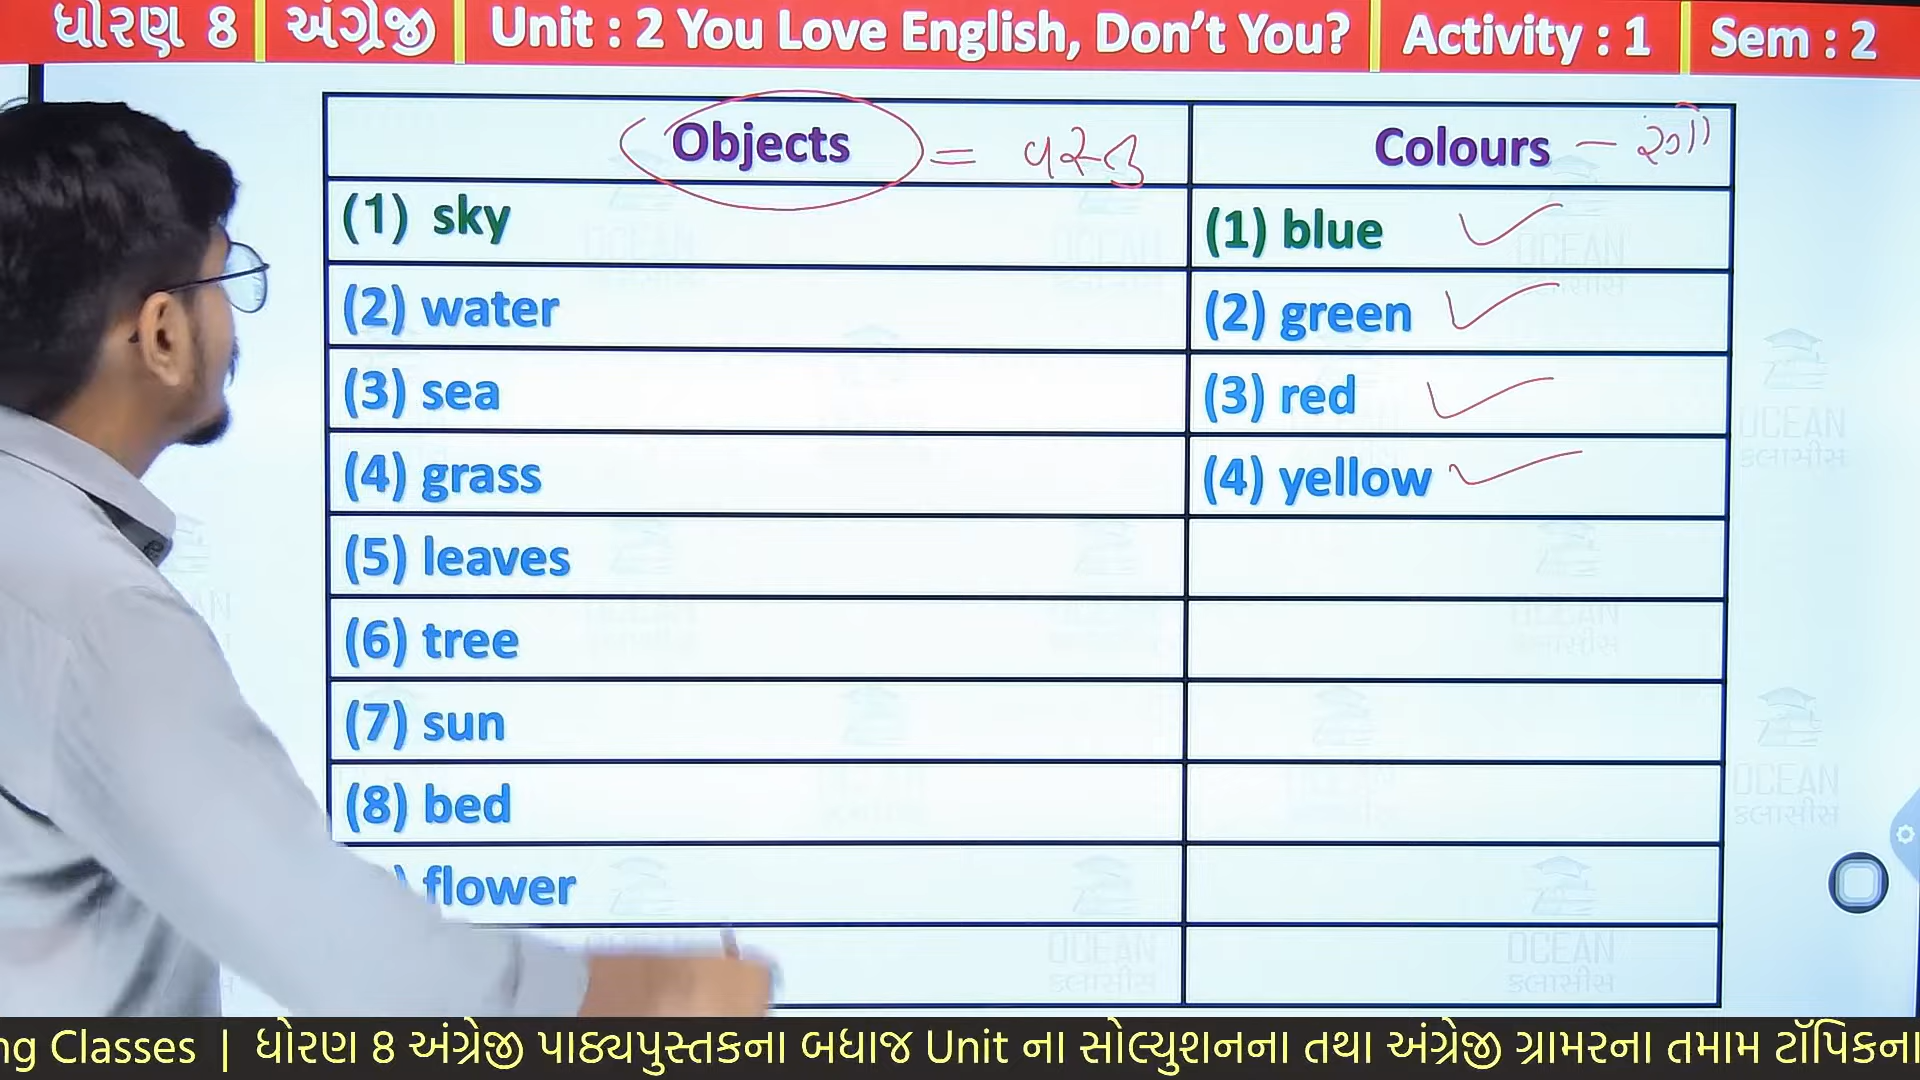 ધોરણ 8 અંગ્રેજી Unit : 2 You Love English, Don’t You? Activity : 1 Sem : 2
Objects = વસ્તુ Colours – રંગો
(1) sky (1) blue
(2) water (2) green
(3) sea (3) red
(4) grass (4) yellow
(5) leaves
(6) tree
(7) sun
(8) bed
) flower
OCEAN
ક્લાસીસ
ng Classes | ધોરણ 8 અંગ્રેજી પાઠ્યપુસ્તકના બધાજ Unit ના સોલ્યુશનના તથા અંગ્રેજી ગ્રામરના તમામ ટૉપિકના